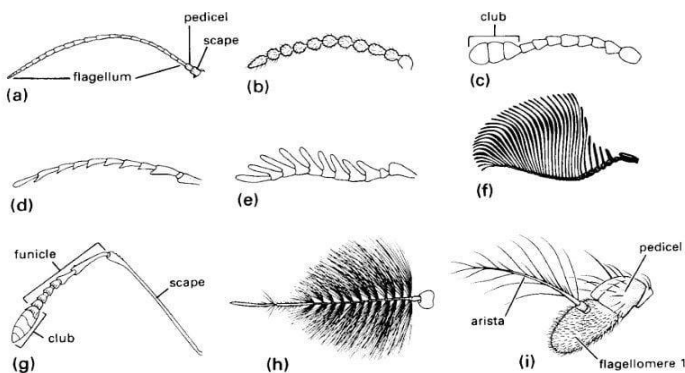 pedicel
scape
flagellum
(a)
(b)
club
(c)
(d)
(e)
(f)
funicle
scape
club
(g)
(h)
pedicel
arista
flagellomere 1
(i)